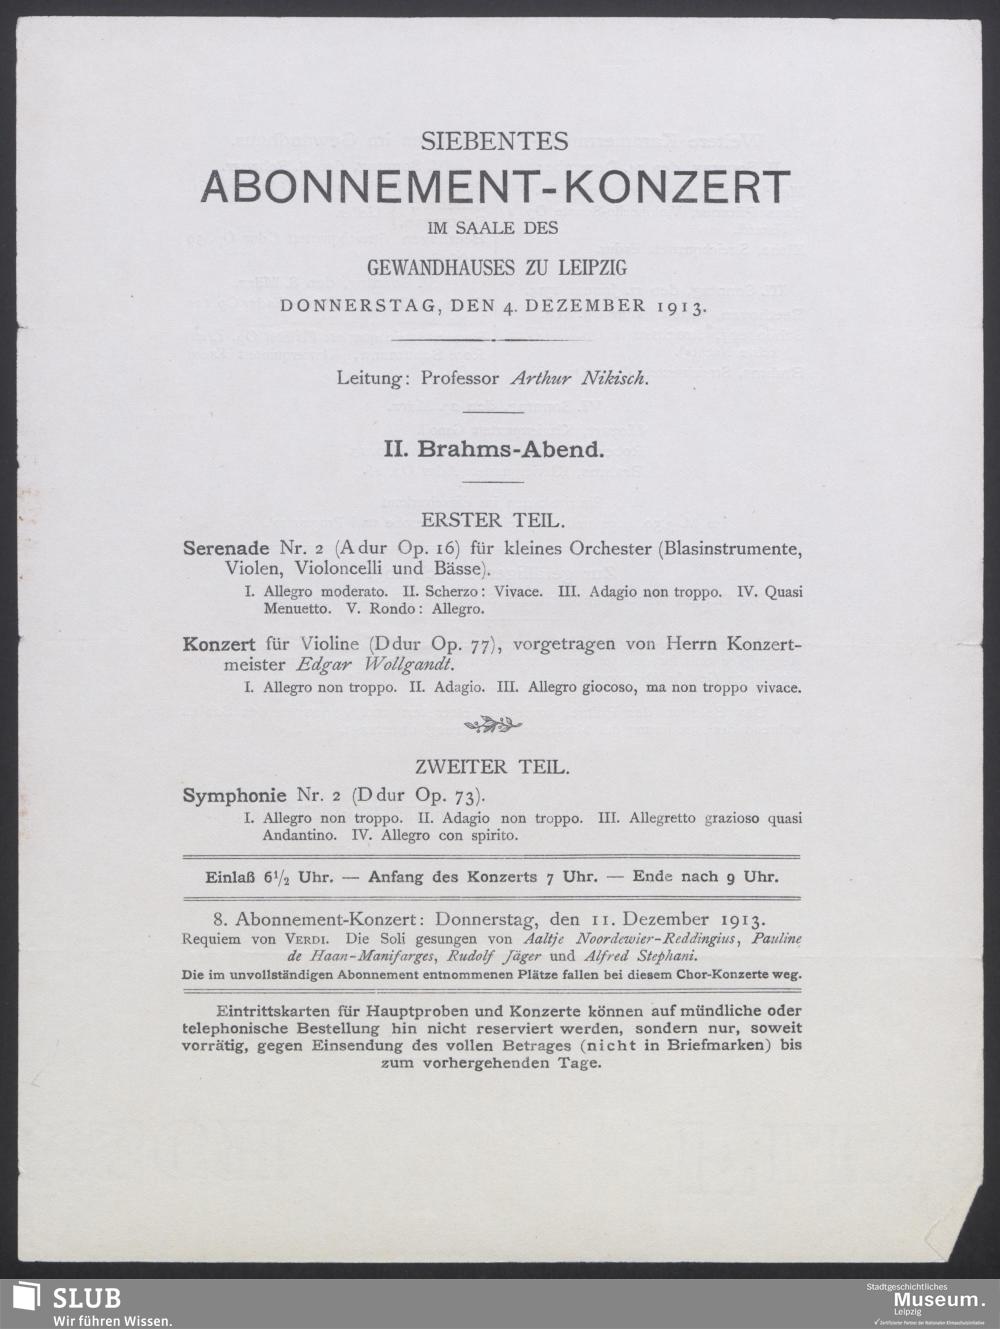 SIEBENTES
ABONNEMENT-KONZERT
IM SAALE DES
GEWANDHAUSES ZU LEIPZIG
DONNERSTAG, DEN 4. DEZEMBER 1913.
Leitung: Professor Arthur Nikisch.
II. Brahms-Abend.
ERSTER TEIL.
Serenade Nr. 2 (A dur Op. 16) für kleines Orchester (Blasinstrumente,
Violen, Violoncelli und Bässe).
I. Allegro moderato. II. Scherzo: Vivace. III. Adagio non troppo. IV. Quasi
Menuetto. V. Rondo: Allegro.
Konzert für Violine (D dur Op. 77), vorgetragen von Herrn Konzert-
meister Edgar Wollgandt.
I. Allegro non troppo. II. Adagio. III. Allegro giocoso, ma non troppo vivace.
ZWEITER TEIL.
Symphonie Nr. 2 (D dur Op. 73).
I. Allegro non troppo. II. Adagio non troppo. III. Allegretto grazioso quasi
Andantino. IV. Allegro con spirito.
Einlaß 6½ Uhr. — Anfang des Konzerts 7 Uhr. — Ende nach 9 Uhr.
8. Abonnement-Konzert: Donnerstag, den 11. Dezember 1913.
Requiem von VERDI. Die Soli gesungen von Aaltje Noordewier-Reddingius, Pauline
de Haan-Manifarges, Rudolf Jäger und Alfred Stephani.
Die im unvollständigen Abonnement entnommenen Plätze fallen bei diesem Chor-Konzerte weg.
Eintrittskarten für Hauptproben und Konzerte können auf mündliche oder
telephonische Bestellung hin nicht reserviert werden, sondern nur, soweit
vorrätig, gegen Einsendung des vollen Betrages (nicht in Briefmarken) bis
zum vorhergehenden Tage.
SLUB
Wir führen Wissen.
Stadtgeschichtliches
Museum.
Leipzig
Zertifizierter Partner der Nationalen Klimaschutzinitiative